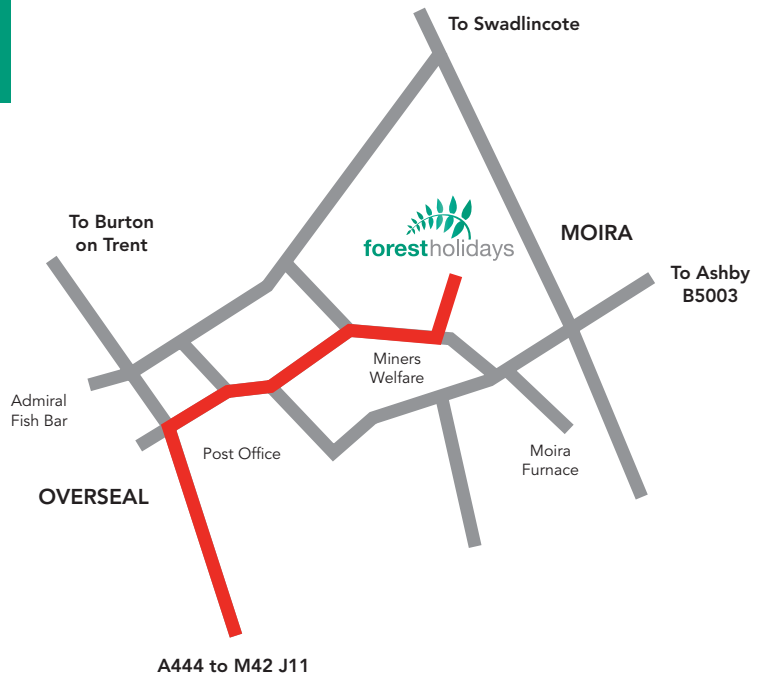 To Swadlincote
To Burton
on Trent
forestholidays
MOIRA
To Ashby
B5003
Miners
Welfare
Admiral
Fish Bar
Post Office
Moira
Furnace
OVERSEAL
A444 to M42 J11